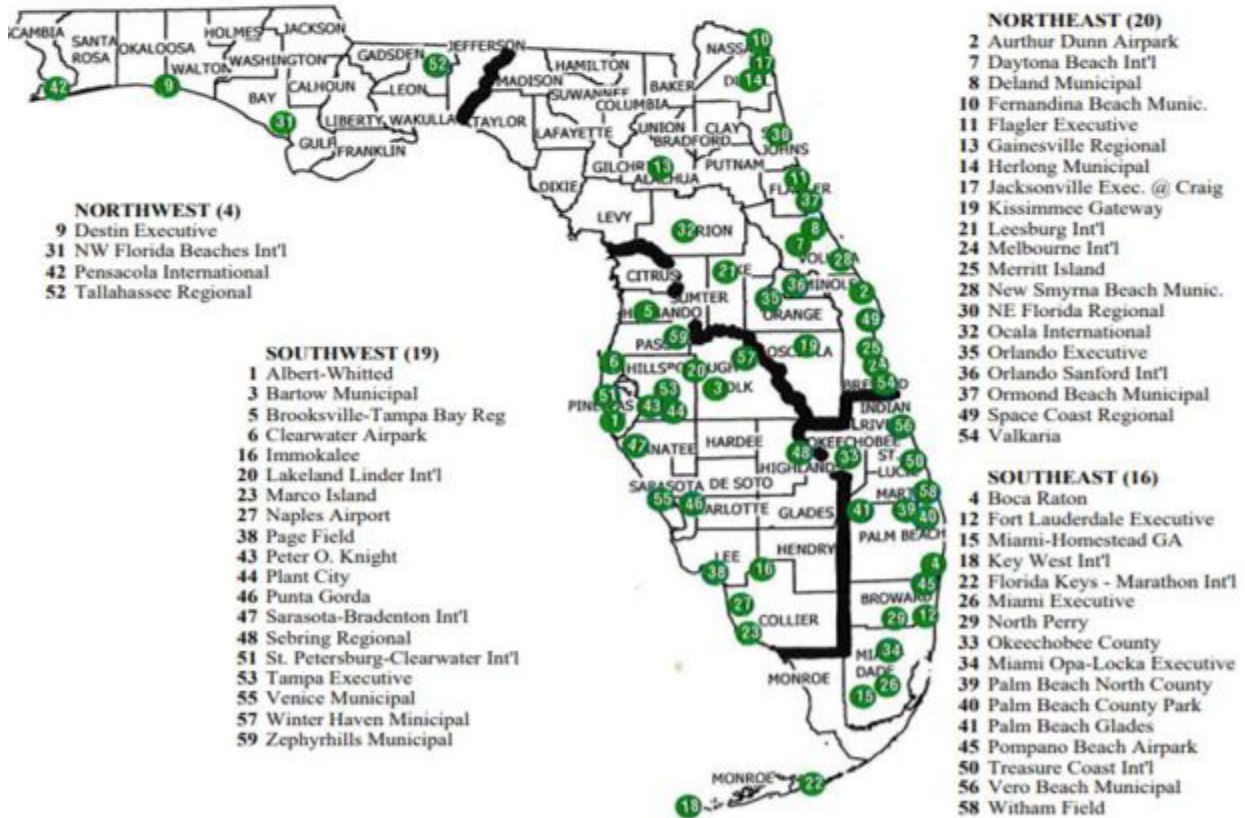 CAMBIA
SANTA ROSA
OKALOOSA
HOLMES
JACKSON
WALTON
WASHINGTON
BAY
CALHOUN
GADSDEN
JEFFERSON
LEON
LIBERTY
WAKULLA
GULF
FRANKLIN
MADISON
HAMILTON
TAYLOR
SUWANNEE
COLUMBIA
BAKER
LAFAYETTE
UNION
BRADFORD
CLAY
PUTNAM
JOHNS
DIXIE
LEVY
CITRUS
SUMTER
ORANGE
HARDEE
DE SOTO
SARASOTA
GLADES
LEE
HENDRY
COLLIER
BROWARD
PALM BEACH
INDIAN
MONROE
MONROE
42
9
31
52
10
17
14
30
13
11
37
32
8
7
28
21
36
35
2
49
5
59
6
20
57
19
25
24
54
51
53
3
43
44
1
47
48
33
56
50
55
46
41
39
58
40
38
16
4
45
27
29
12
23
34
15
26
22
18
NORTHWEST (4)
9 Destin Executive
31 NW Florida Beaches Int'l
42 Pensacola International
52 Tallahassee Regional
SOUTHWEST (19)
1 Albert-Whitted
3 Bartow Municipal
5 Brooksville-Tampa Bay Reg
6 Clearwater Airpark
16 Immokalee
20 Lakeland Linder Int'l
23 Marco Island
27 Naples Airport
38 Page Field
43 Peter O. Knight
44 Plant City
46 Punta Gorda
47 Sarasota-Bradenton Int'l
48 Sebring Regional
51 St. Petersburg-Clearwater Int'l
53 Tampa Executive
55 Venice Municipal
57 Winter Haven Minicipal
59 Zephyrhills Municipal
NORTHEAST (20)
2 Aurthur Dunn Airpark
7 Daytona Beach Int'l
8 Deland Municipal
10 Fernandina Beach Munic.
11 Flagler Executive
13 Gainesville Regional
14 Herlong Municipal
17 Jacksonville Exec. @ Craig
19 Kissimmee Gateway
21 Leesburg Int'l
24 Melbourne Int'l
25 Merritt Island
28 New Smyrna Beach Munic.
30 NE Florida Regional
32 Ocala International
35 Orlando Executive
36 Orlando Sanford Int'l
37 Ormond Beach Municipal
49 Space Coast Regional
54 Valkaria
SOUTHEAST (16)
4 Boca Raton
12 Fort Lauderdale Executive
15 Miami-Homestead GA
18 Key West Int'l
22 Florida Keys - Marathon Int'l
26 Miami Executive
29 North Perry
33 Okeechobee County
34 Miami Opa-Locka Executive
39 Palm Beach North County
40 Palm Beach County Park
41 Palm Beach Glades
45 Pompano Beach Airpark
50 Treasure Coast Int'l
56 Vero Beach Municipal
58 Witham Field